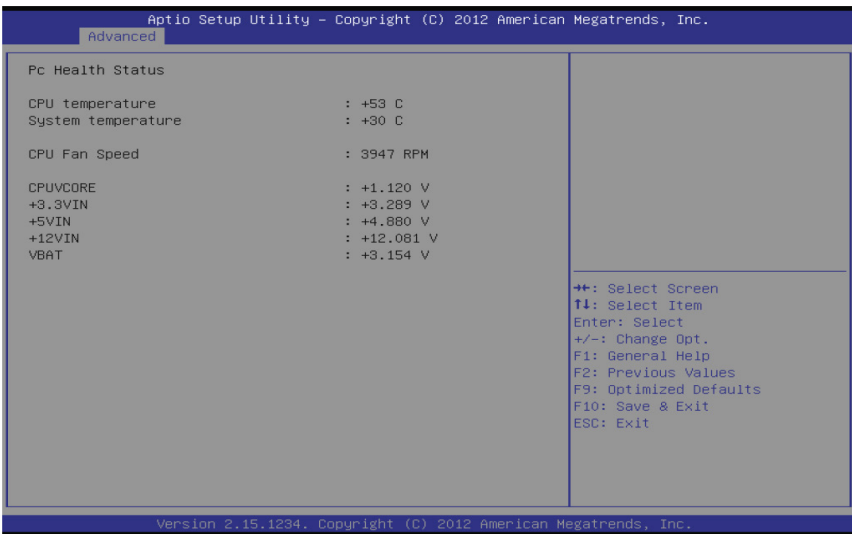 Aptio Setup Utility – Copyright (C) 2012 American Megatrends, Inc.
Advanced
Pc Health Status
CPU temperature : +53 C
System temperature : +30 C
CPU Fan Speed : 3947 RPM
CPUVCORE : +1.120 V
+3.3VIN : +3.289 V
+5VIN : +4.880 V
+12VIN : +12.081 V
VBAT : +3.154 V
→←: Select Screen
↑↓: Select Item
Enter: Select
+/-: Change Opt.
F1: General Help
F2: Previous Values
F9: Optimized Defaults
F10: Save & Exit
ESC: Exit
Version 2.15.1234. Copyright (C) 2012 American Megatrends, Inc.